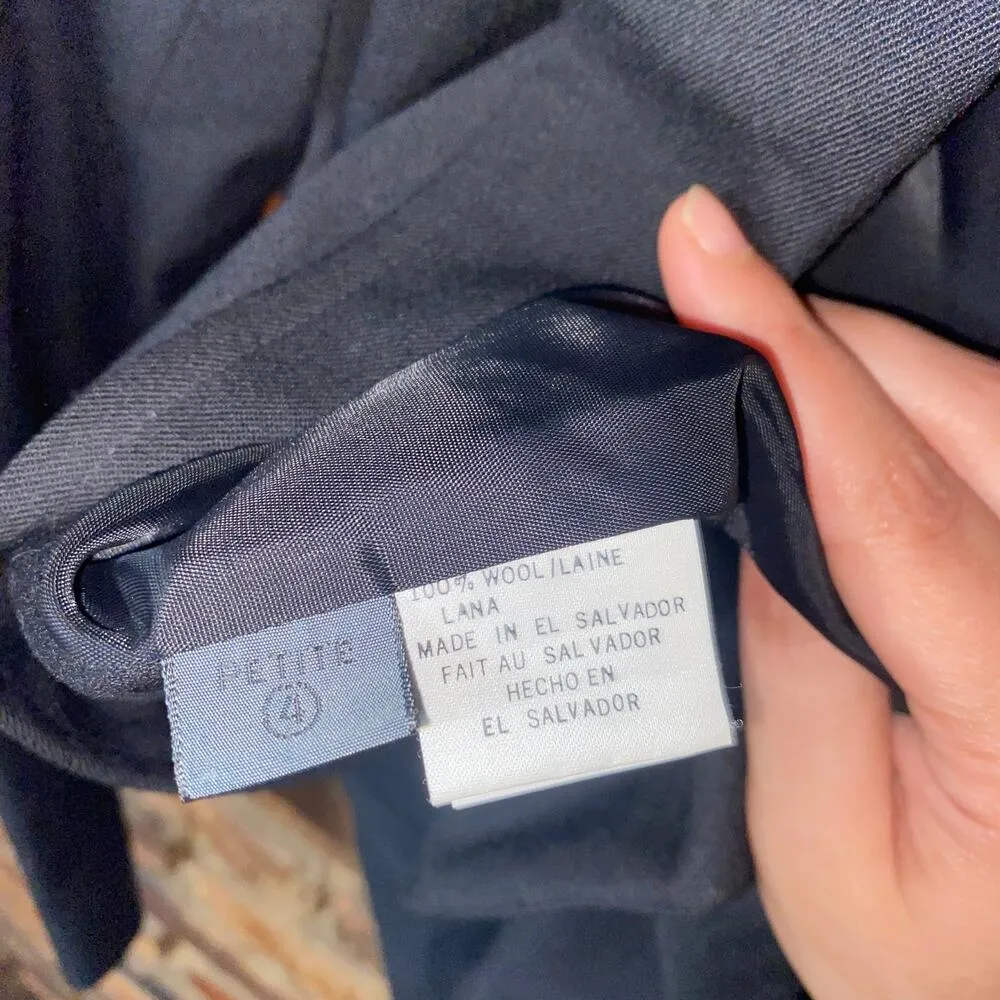 PETITE
4
100% WOOL/LAINE
LANA
MADE IN EL SALVADOR
FAIT AU SALVADOR
HECHO EN
EL SALVADOR